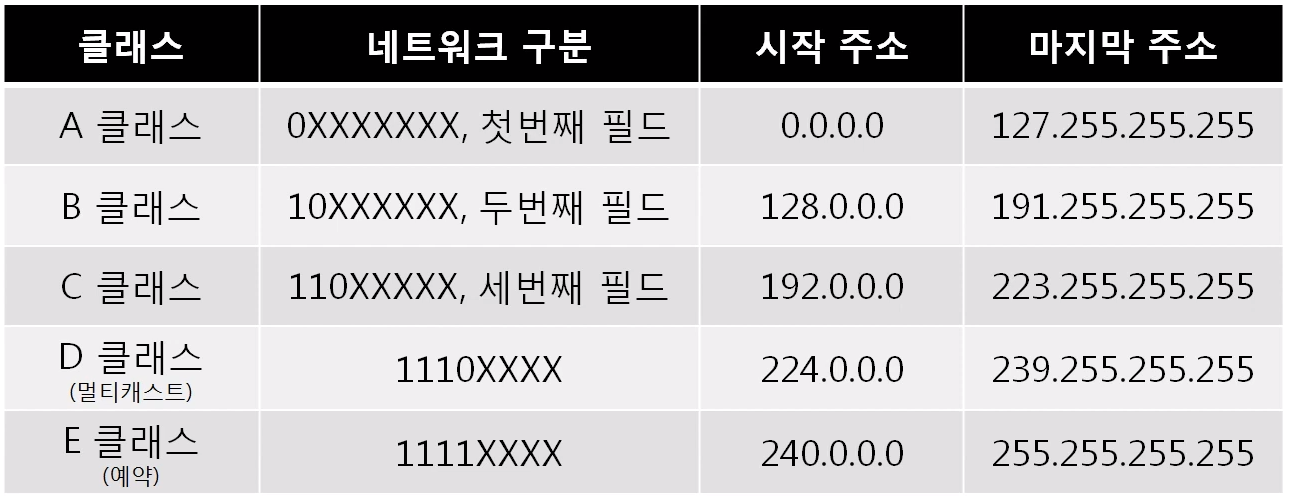 클래스 네트워크 구분 시작 주소 마지막 주소
A 클래스 0XXXXXXX, 첫번째 필드 0.0.0.0 127.255.255.255
B 클래스 10XXXXXX, 두번째 필드 128.0.0.0 191.255.255.255
C 클래스 110XXXXX, 세번째 필드 192.0.0.0 223.255.255.255
D 클래스
(멀티캐스트)
1110XXXX 224.0.0.0 239.255.255.255
E 클래스
(예약)
1111XXXX 240.0.0.0 255.255.255.255